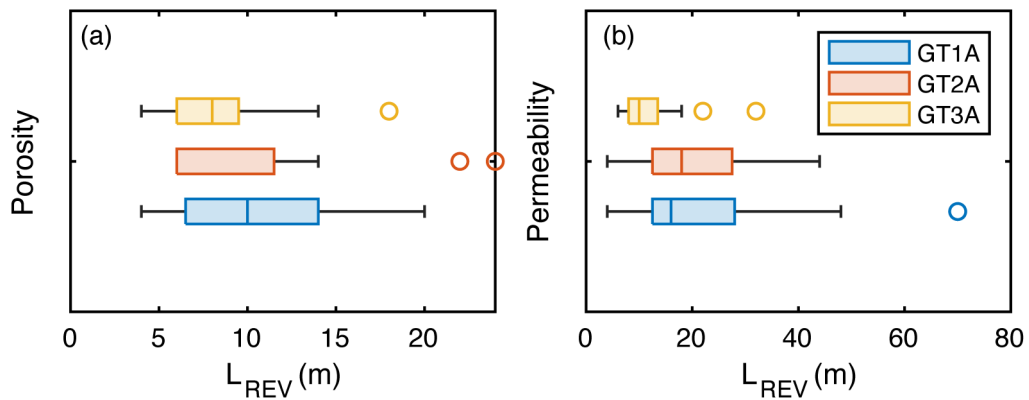 (a)
Porosity
0 5 10 15 20
L_REV (m)
(b)
Permeability
GT1A
GT2A
GT3A
0 20 40 60 80
L_REV (m)